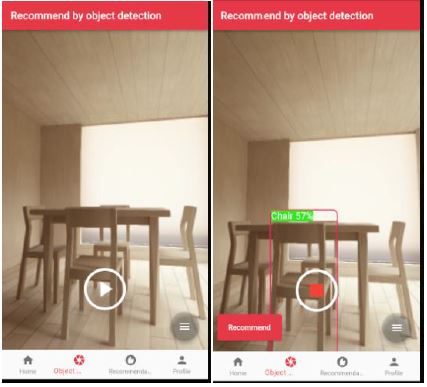 Recommend by object detection
Home
Object ...
Recommenda...
Profile
Recommend by object detection
Chair 57%
Recommend
Home
Object ...
Recommenda...
Profile